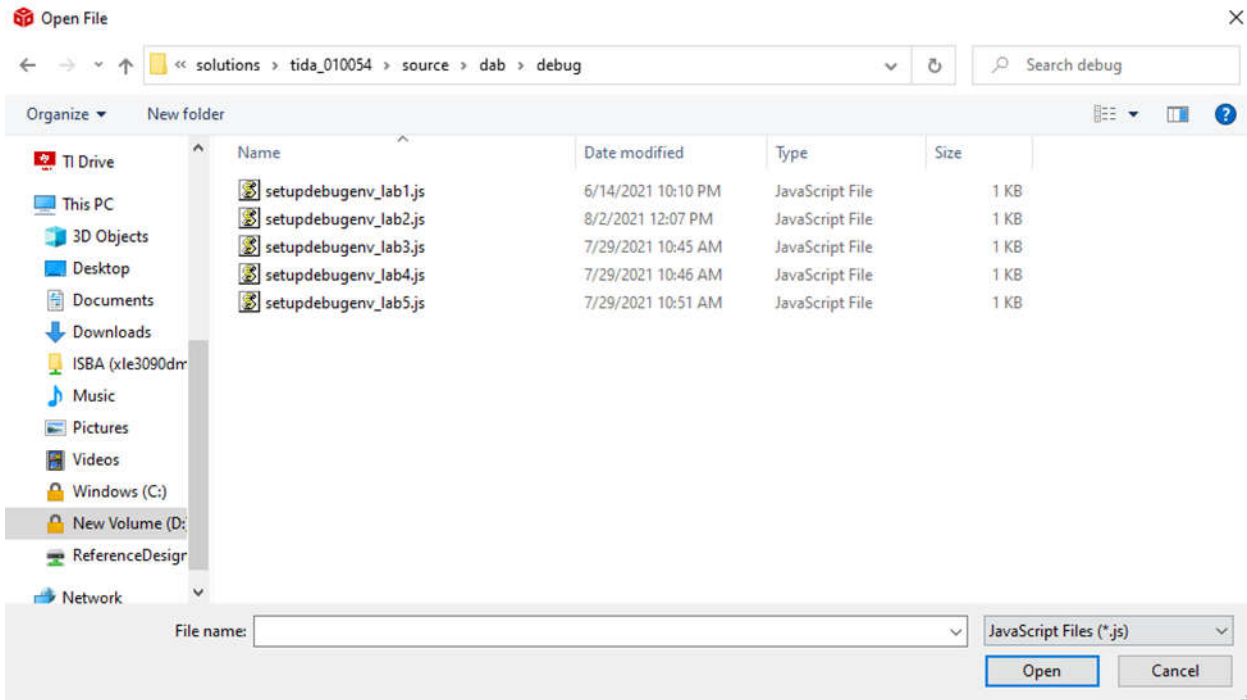 Open File
« solutions > tida_010054 > source > dab > debug
Search debug
Organize
New folder
Name Date modified Type Size
TI Drive
This PC
3D Objects
Desktop
Documents
Downloads
ISBA (xle3090dm
Music
Pictures
Videos
Windows (C:)
New Volume (D:
ReferenceDesign
Network
setupdebugenv_lab1.js 6/14/2021 10:10 PM JavaScript File 1 KB
setupdebugenv_lab2.js 8/2/2021 12:07 PM JavaScript File 1 KB
setupdebugenv_lab3.js 7/29/2021 10:45 AM JavaScript File 1 KB
setupdebugenv_lab4.js 7/29/2021 10:46 AM JavaScript File 1 KB
setupdebugenv_lab5.js 7/29/2021 10:51 AM JavaScript File 1 KB
File name:
JavaScript Files (*.js)
Open
Cancel